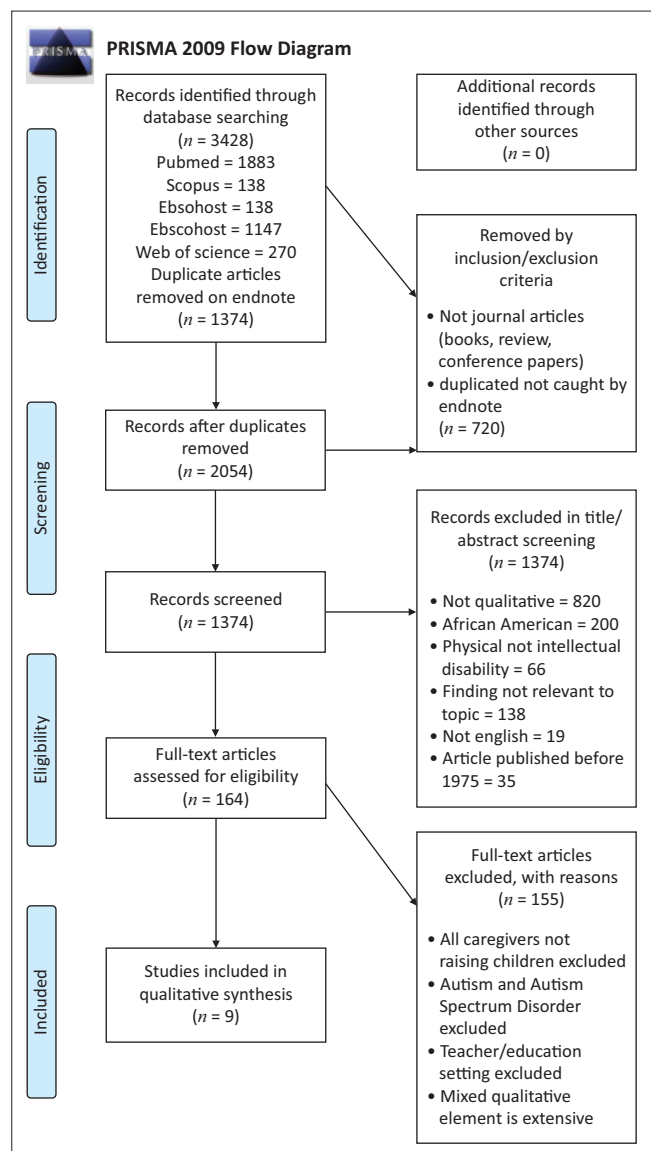 PRISMA
PRISMA 2009 Flow Diagram
Identification
Records identified through
database searching
(n = 3428)
Pubmed = 1883
Scopus = 138
Ebsohost = 138
Ebscohost = 1147
Web of science = 270
Duplicate articles
removed on endnote
(n = 1374)
Additional records
identified through
other sources
(n = 0)
Removed by
inclusion/exclusion
criteria
• Not journal articles
(books, review,
conference papers)
• duplicated not caught by
endnote
(n = 720)
Screening
Records after duplicates
removed
(n = 2054)
Records screened
(n = 1374)
Records excluded in title/
abstract screening
(n = 1374)
• Not qualitative = 820
• African American = 200
• Physical not intellectual
disability = 66
• Finding not relevant to
topic = 138
• Not english = 19
• Article published before
1975 = 35
Eligibility
Full-text articles
assessed for eligibility
(n = 164)
Full-text articles
excluded, with reasons
(n = 155)
• All caregivers not
raising children excluded
• Autism and Autism
Spectrum Disorder
excluded
• Teacher/education
setting excluded
• Mixed qualitative
element is extensive
Included
Studies included in
qualitative synthesis
(n = 9)